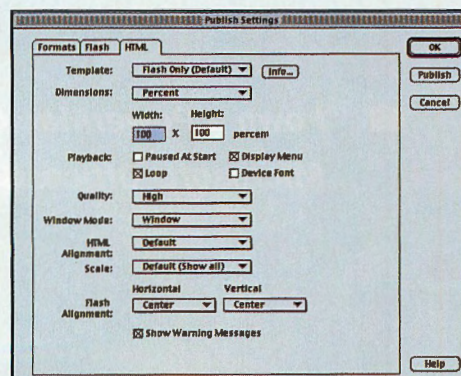 Publish Settings
Formats Flash HTML
OK
Template: Flash Only (Default) Info...
Publish
Dimensions: Percent
Cancel
Width: Height:
100 X 100 percent
Playback: Paused At Start Display Menu
Loop Device Font
Quality: High
Window Mode: Window
HTML Alignment: Default
Scale: Default (Show all)
Horizontal Vertical
Flash Alignment: Center Center
Show Warning Messages
Help